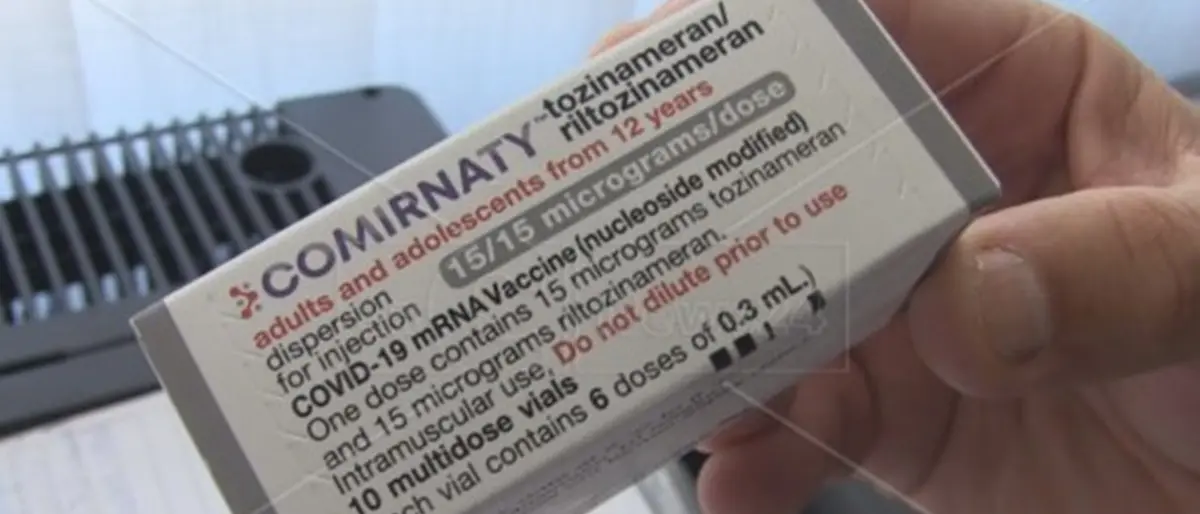 COMIRNATY™ tozinameran/
riltozinameran
adults and adolescents from 12 years
15/15 micrograms/dose
dispersion
for injection
COVID-19 mRNA Vaccine (nucleoside modified)
One dose contains 15 micrograms tozinameran
and 15 micrograms riltozinameran.
Intramuscular use. Do not dilute prior to use
10 multidose vials
ch vial contains 6 doses of 0.3 mL.)